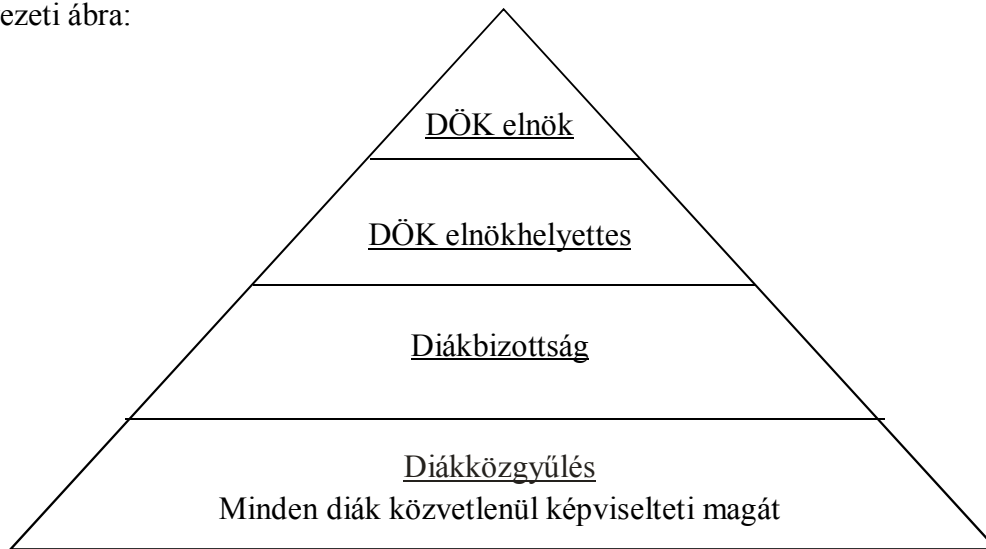 ezeti ábra:
DÖK elnök
DÖK elnökhelyettes
Diákbizottság
Diákközgyűlés
Minden diák közvetlenül képviselteti magát